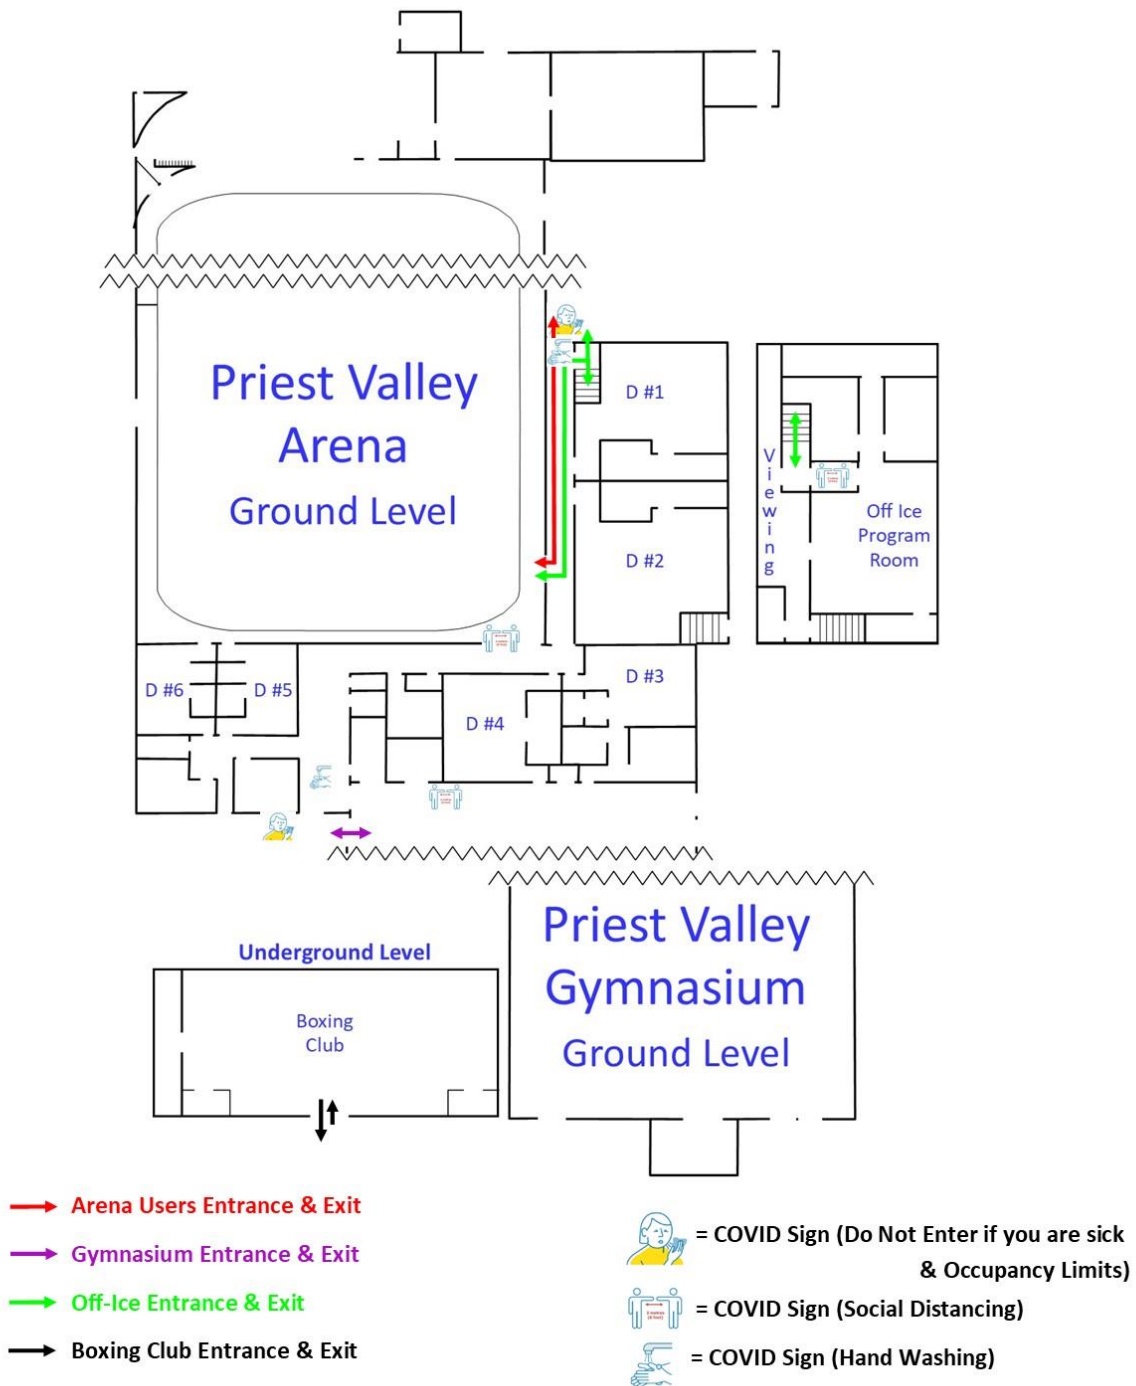 Priest Valley
Arena
Ground Level
D #1
D #2
Viewing
Off Ice
Program
Room
D #6
D #5
D #4
D #3
Priest Valley
Gymnasium
Ground Level
Underground Level
Boxing
Club
Arena Users Entrance & Exit
Gymnasium Entrance & Exit
Off-Ice Entrance & Exit
Boxing Club Entrance & Exit
= COVID Sign (Do Not Enter if you are sick
& Occupancy Limits)
= COVID Sign (Social Distancing)
= COVID Sign (Hand Washing)